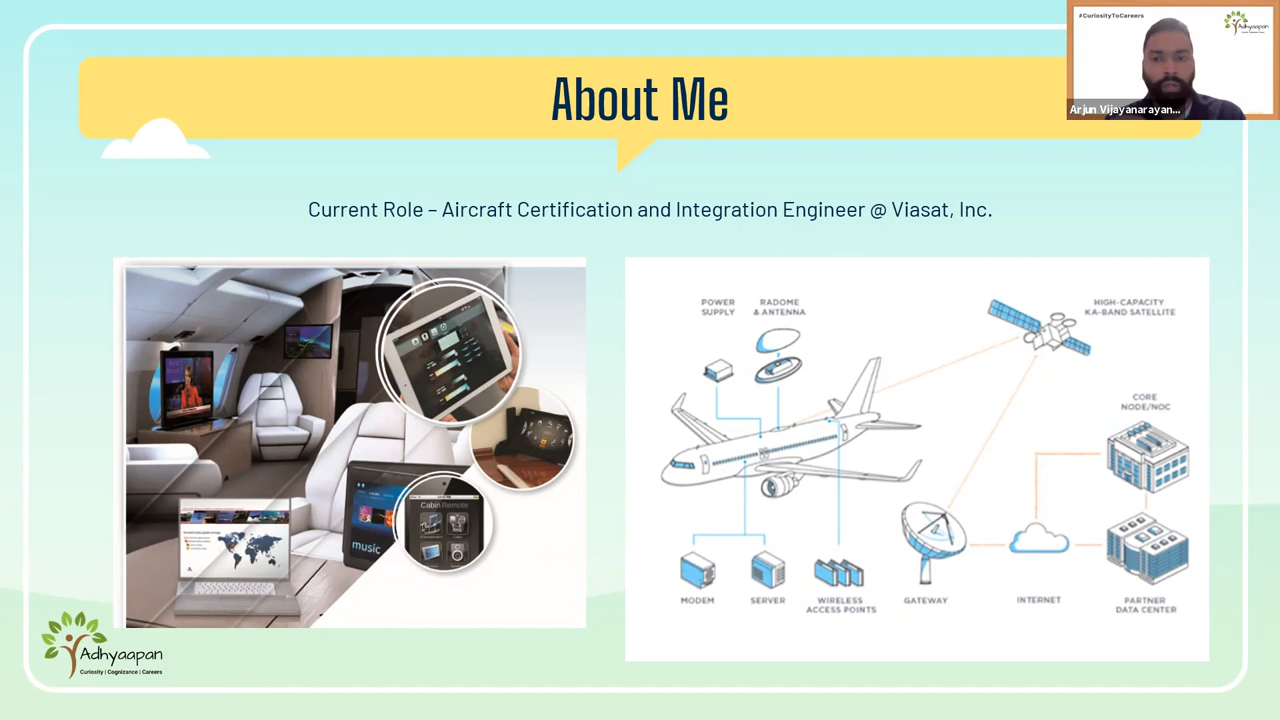 #CuriosityToCareers
Adhyaapan
Arjun Vijayanarayan...
About Me
Current Role – Aircraft Certification and Integration Engineer @ Viasat, Inc.
Cabin Remote
music
POWER
SUPPLY
RADOME
& ANTENNA
HIGH-CAPACITY
KA-BAND SATELLITE
CORE
NODE/NOC
MODEM
SERVER
WIRELESS
ACCESS POINTS
GATEWAY
INTERNET
PARTNER
DATA CENTER
Adhyaapan
Curiosity | Cognizance | Careers